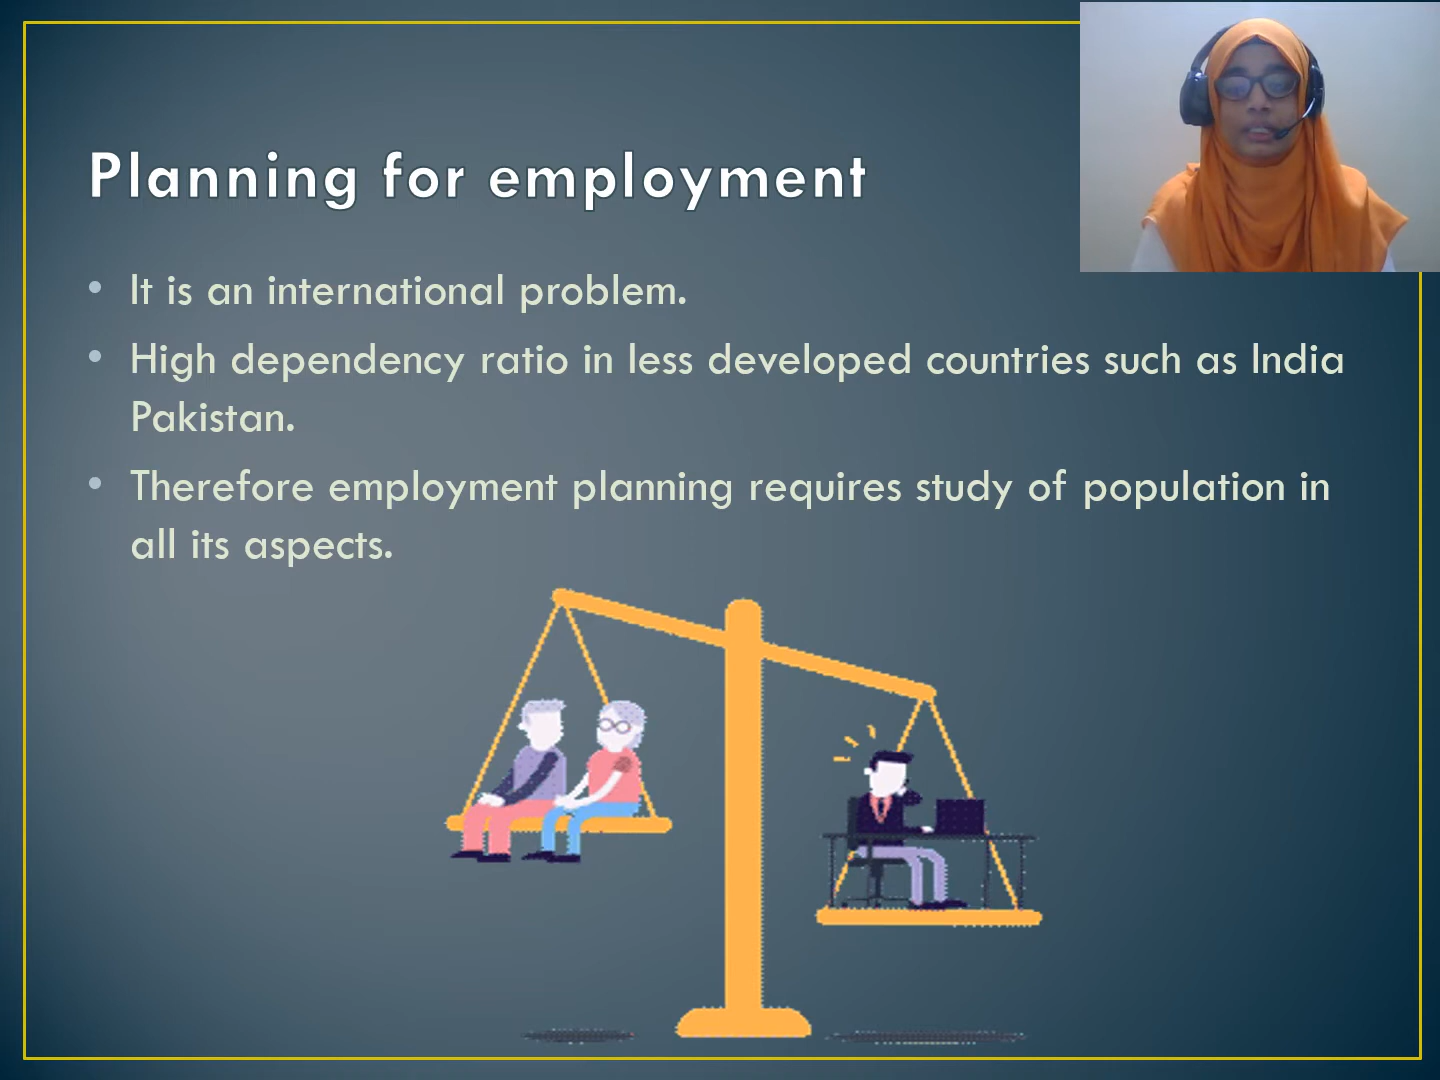 Planning for employment
• It is an international problem.
• High dependency ratio in less developed countries such as India
Pakistan.
• Therefore employment planning requires study of population in
all its aspects.